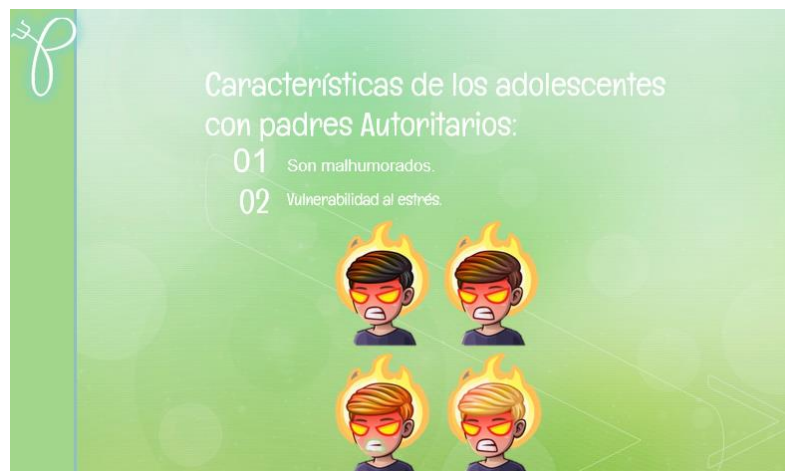 Características de los adolescentes
con padres Autoritarios:
01 Son malhumorados.
02 Vulnerabilidad al estrés.